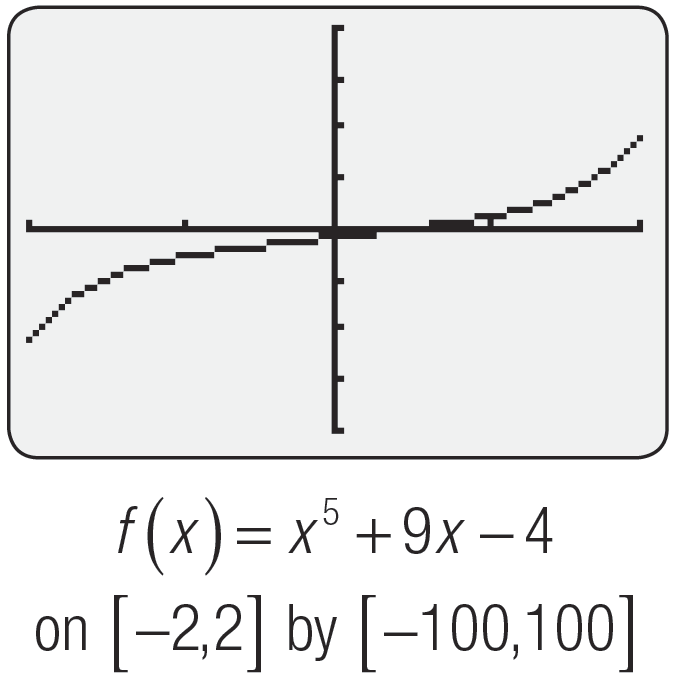 f(x) = x⁵ + 9x – 4
on [–2,2] by [–100,100]